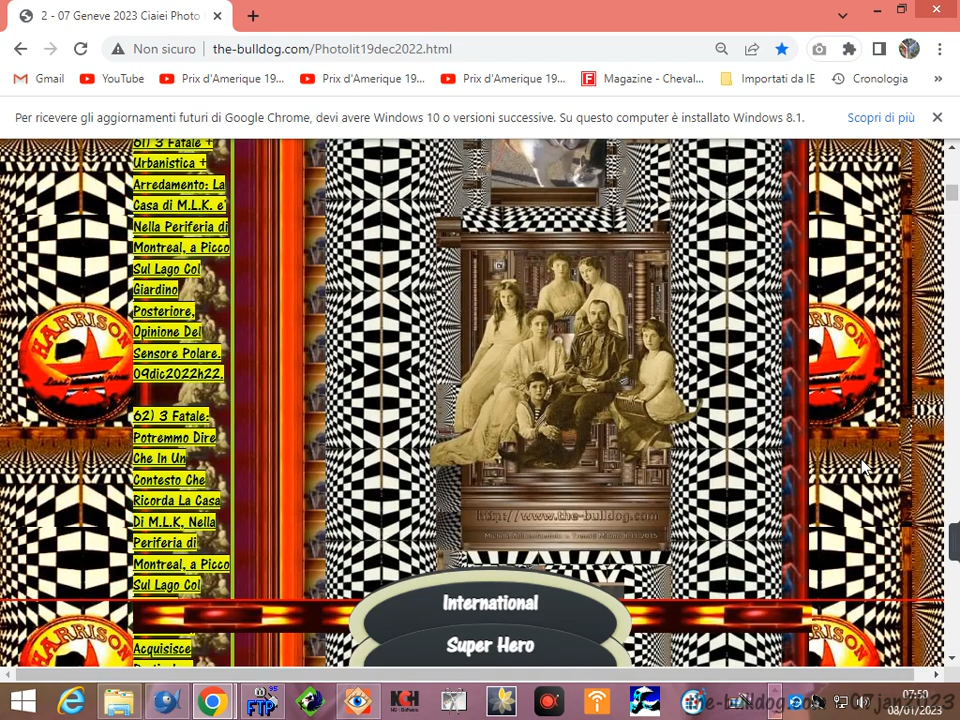 2 - 07 Geneve 2023 Ciaiei Photo
Non sicuro the-bulldog.com/Photolit19dec2022.html
Gmail YouTube Prix d'Amerique 19... Prix d'Amerique 19... Prix d'Amerique 19... Magazine - Cheval... Importati da IE Cronologia »
Per ricevere gli aggiornamenti futuri di Google Chrome, devi avere Windows 10 o versioni successive. Su questo computer è installato Windows 8.1. Scopri di più
61) 3 Fatale +
Urbanistica +
Arredamento: La
Casa di M.L.K. e'
Nella Periferia di
Montreal, a Picco
Sul Lago Col
Giardino
Posteriore,
Opinione Del
Sensore Polare.
09dic2022h22.
62) 3 Fatale:
Potremmo Dire
Che In Un
Contesto Che
Ricorda La Casa
Di M.L.K, Nella
Periferia di
Montreal, a Picco
Sul Lago Col
Acquisisce
HARRISON
HARRISON
http://www.the-bulldog.com
International
Super Hero
95
FTP
NCH
the-bulldog.com
07:50
08/01/2023